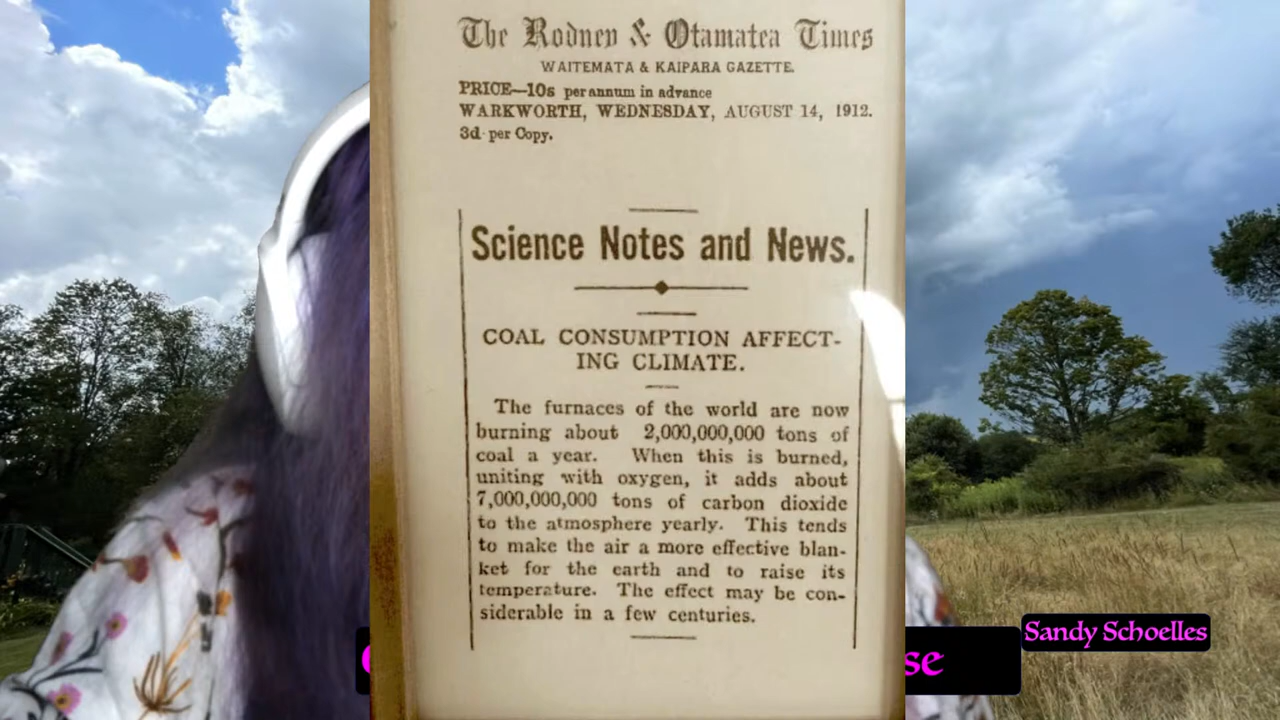 The Rodney & Otamatea Times
WAITEMATA & KAIPARA GAZETTE.
PRICE—10s per annum in advance
WARKWORTH, WEDNESDAY, AUGUST 14, 1912.
3d per Copy.
Science Notes and News.
COAL CONSUMPTION AFFECT-
ING CLIMATE.
The furnaces of the world are now
burning about 2,000,000,000 tons of
coal a year. When this is burned,
uniting with oxygen, it adds about
7,000,000,000 tons of carbon dioxide
to the atmosphere yearly. This tends
to make the air a more effective blan-
ket for the earth and to raise its
temperature. The effect may be con-
siderable in a few centuries.
se
Sandy Schoelles